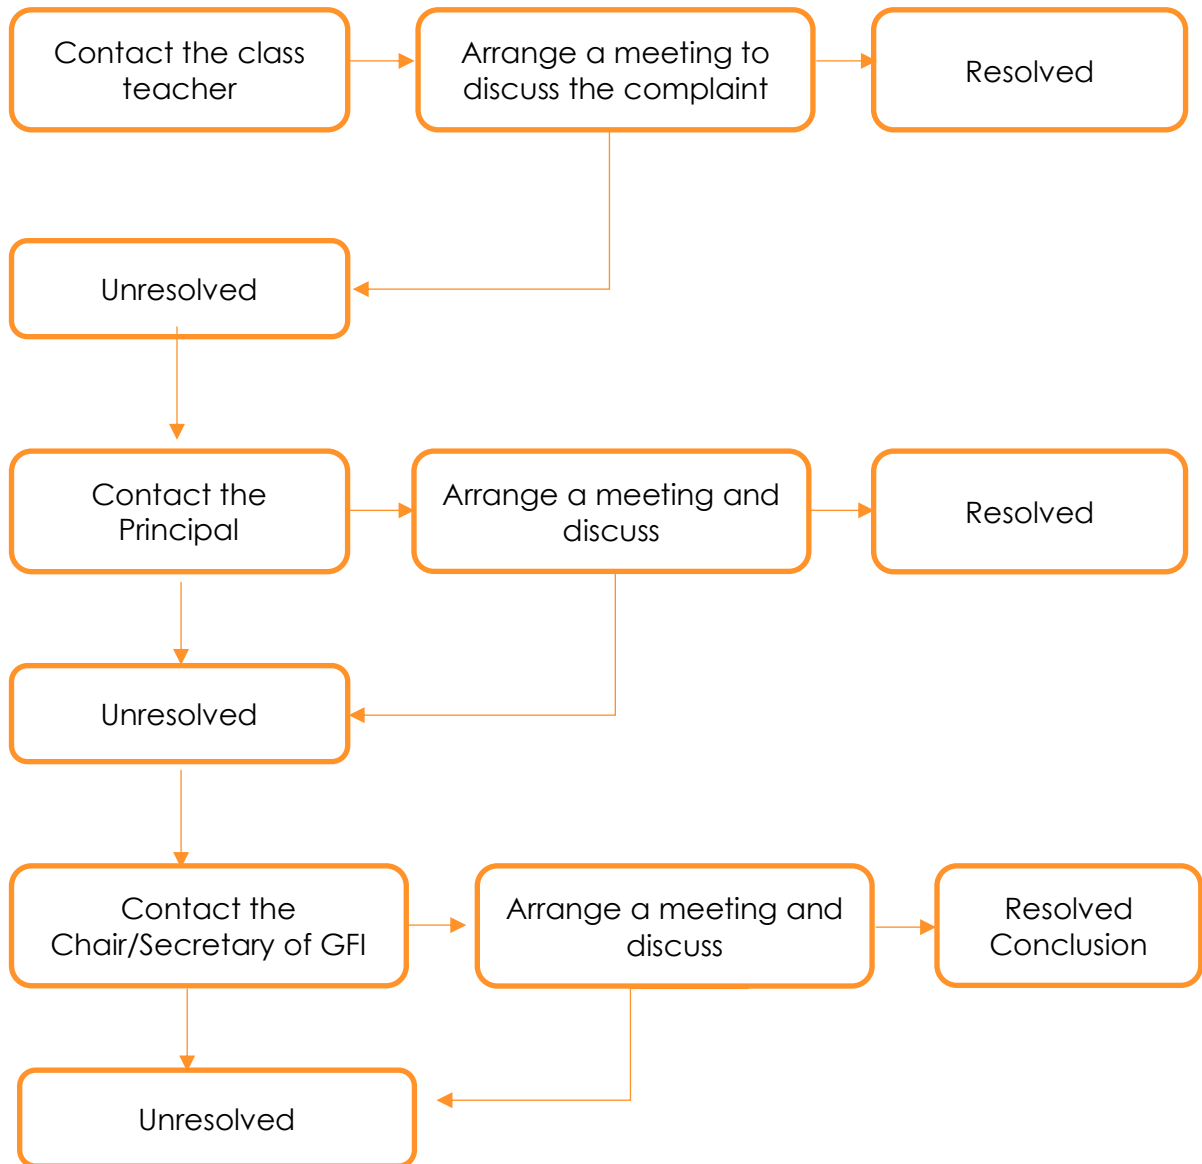 Contact the class
teacher
Arrange a meeting to
discuss the complaint
Resolved
Unresolved
Contact the
Principal
Arrange a meeting and
discuss
Resolved
Unresolved
Contact the
Chair/Secretary of GFI
Arrange a meeting and
discuss
Resolved
Conclusion
Unresolved